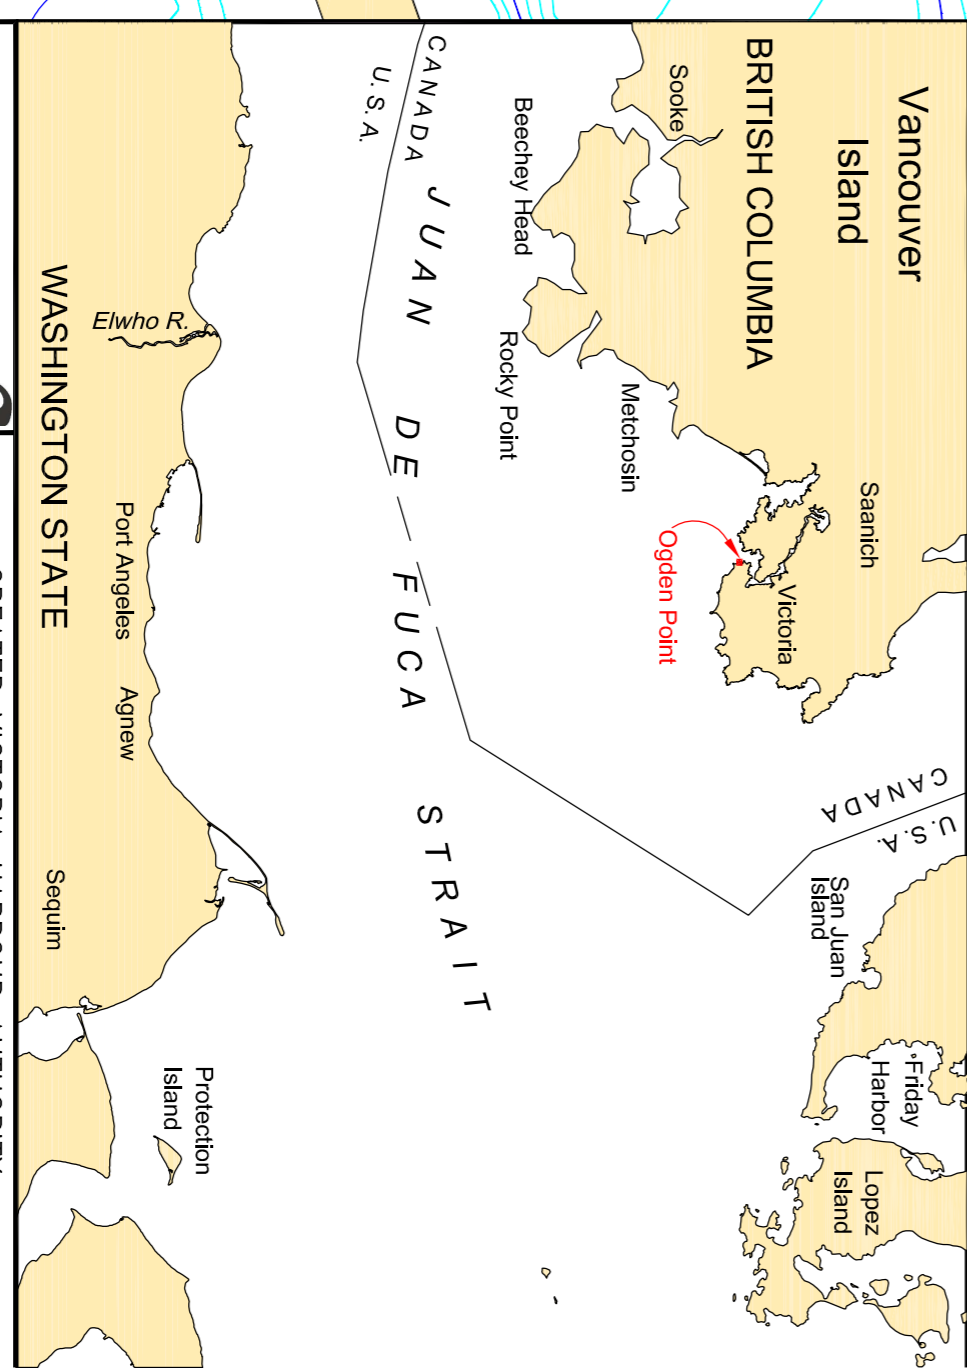 Vancouver
Island
BRITISH COLUMBIA
Sooke
Saanich
Beechey Head
Rocky Point
Metchosin
Victoria
Ogden Point
CANADA
U.S.A.
CANADA
U.S.A.
San Juan
Island
Friday
Harbor
Lopez
Island
JUAN DE FUCA STRAIT
Elwho R.
Port Angeles
Agnew
Sequim
Protection
Island
WASHINGTON STATE